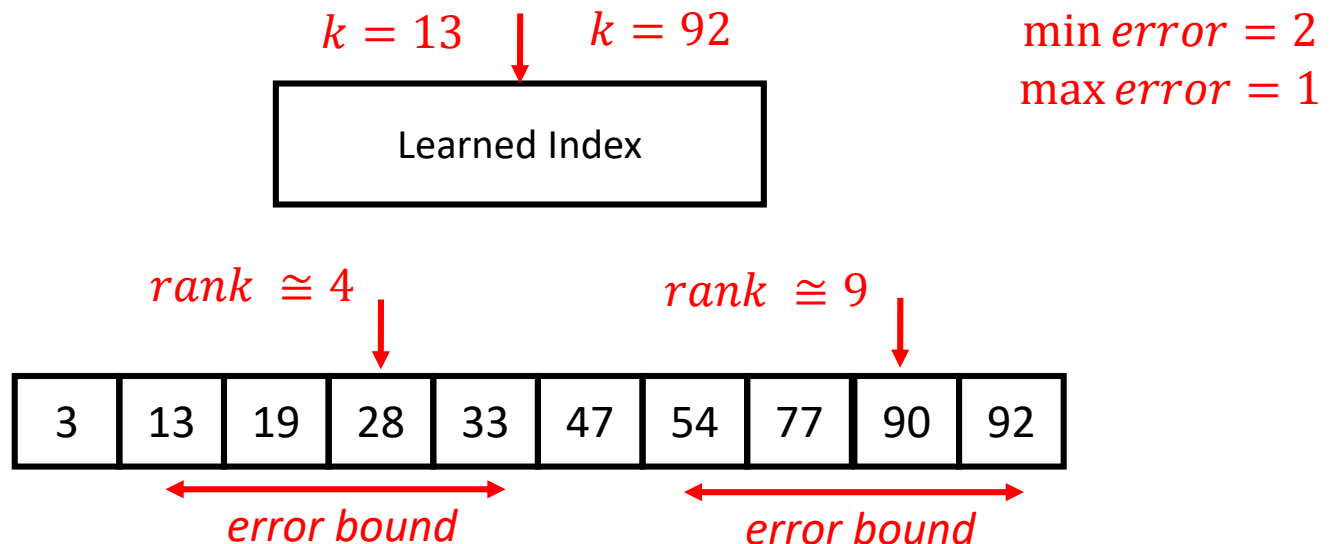 k = 13 k = 92
min error = 2
max error = 1
Learned Index
rank ≅ 4
rank ≅ 9
3 13 19 28 33 47 54 77 90 92
error bound
error bound